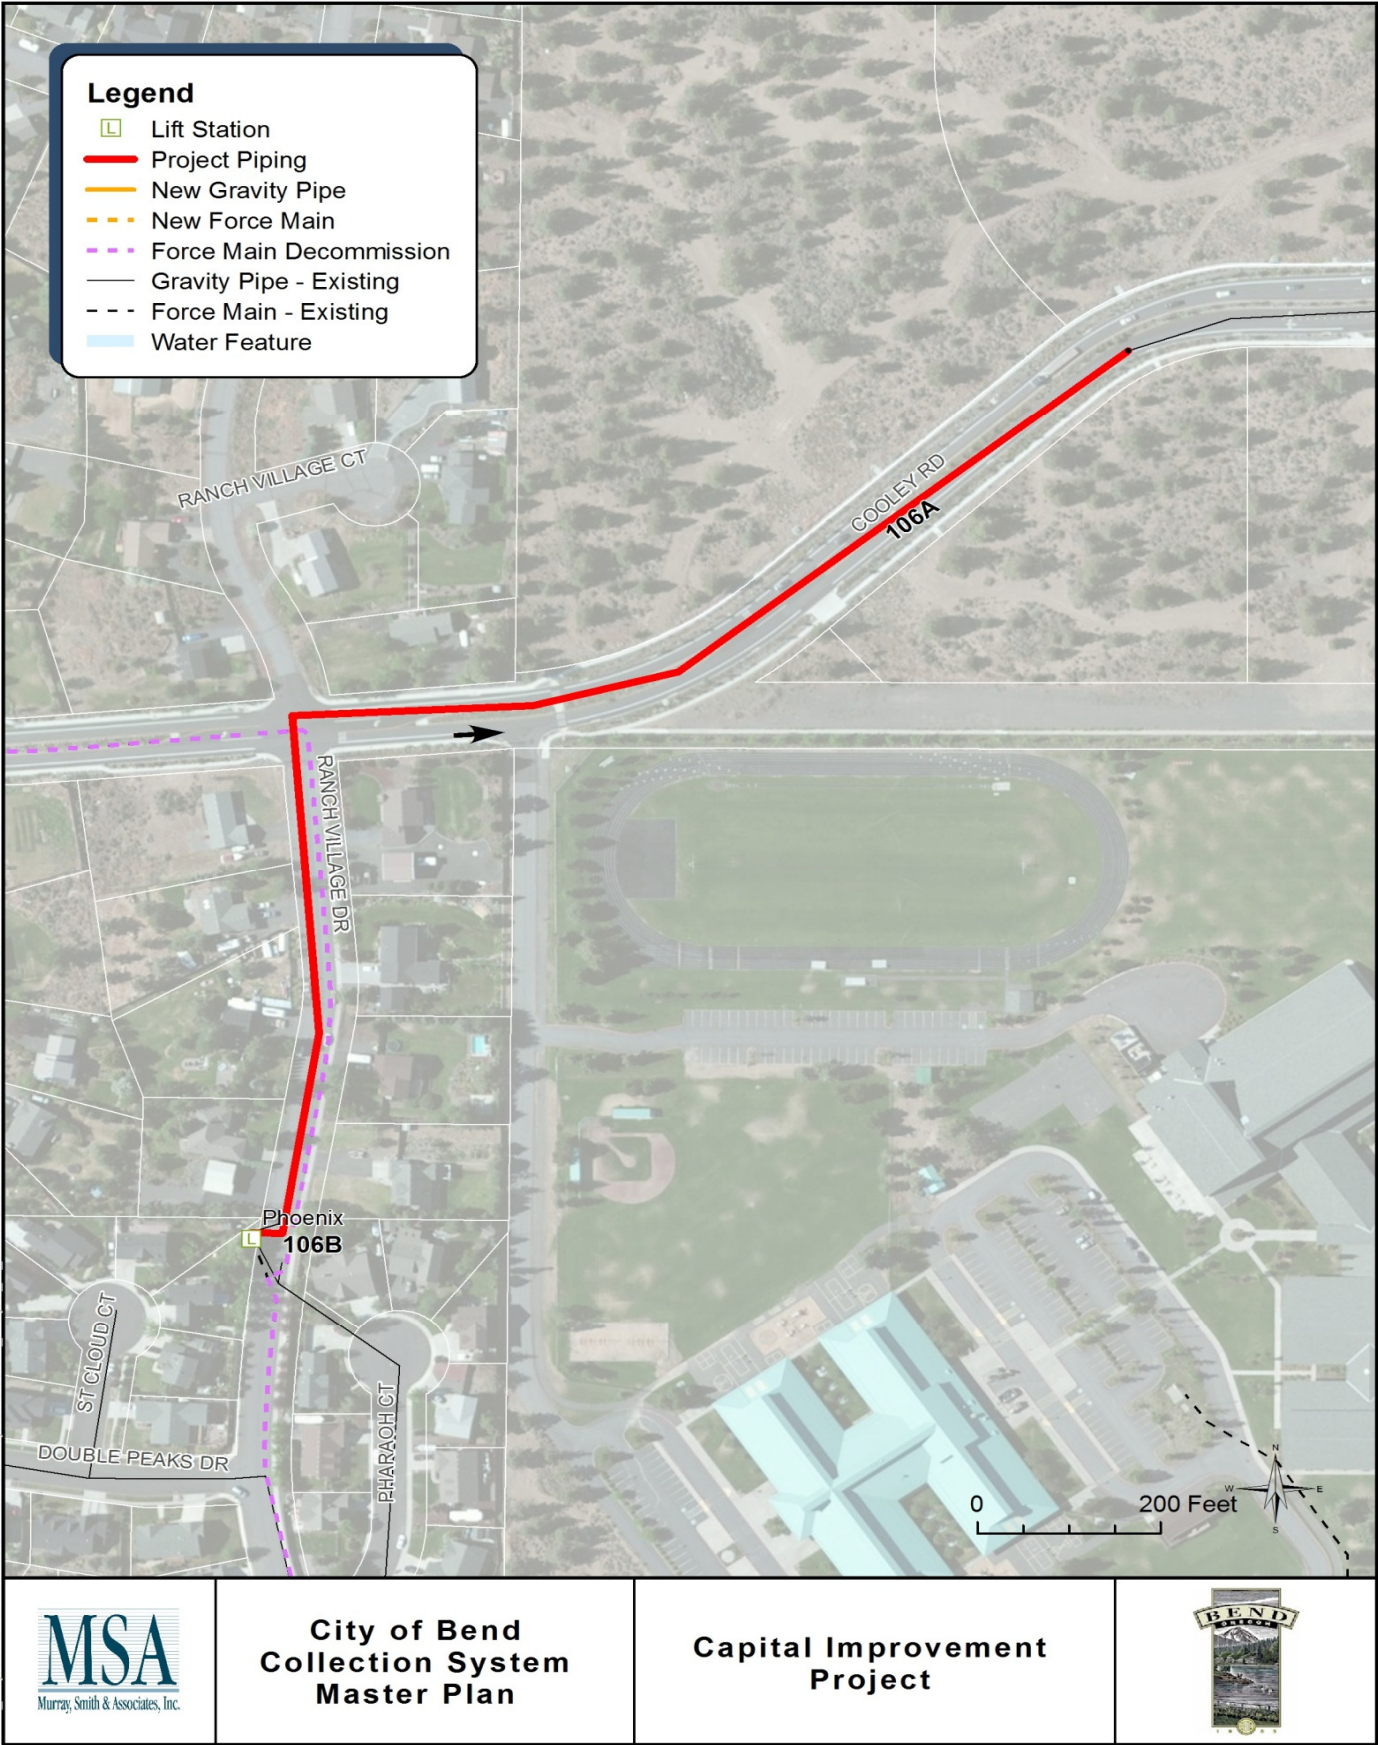 Legend
L Lift Station
Project Piping
New Gravity Pipe
New Force Main
Force Main Decommission
Gravity Pipe - Existing
Force Main - Existing
Water Feature
RANCH VILLAGE CT
COOLEY RD
106A
RANCH VILLAGE DR
Phoenix
L
106B
ST CLOUD CT
PHARAOH CT
DOUBLE PEAKS DR
0 200 Feet
N
W E
S
MSA
Murray, Smith & Associates, Inc.
City of Bend
Collection System
Master Plan
Capital Improvement
Project
BEND
OREGON